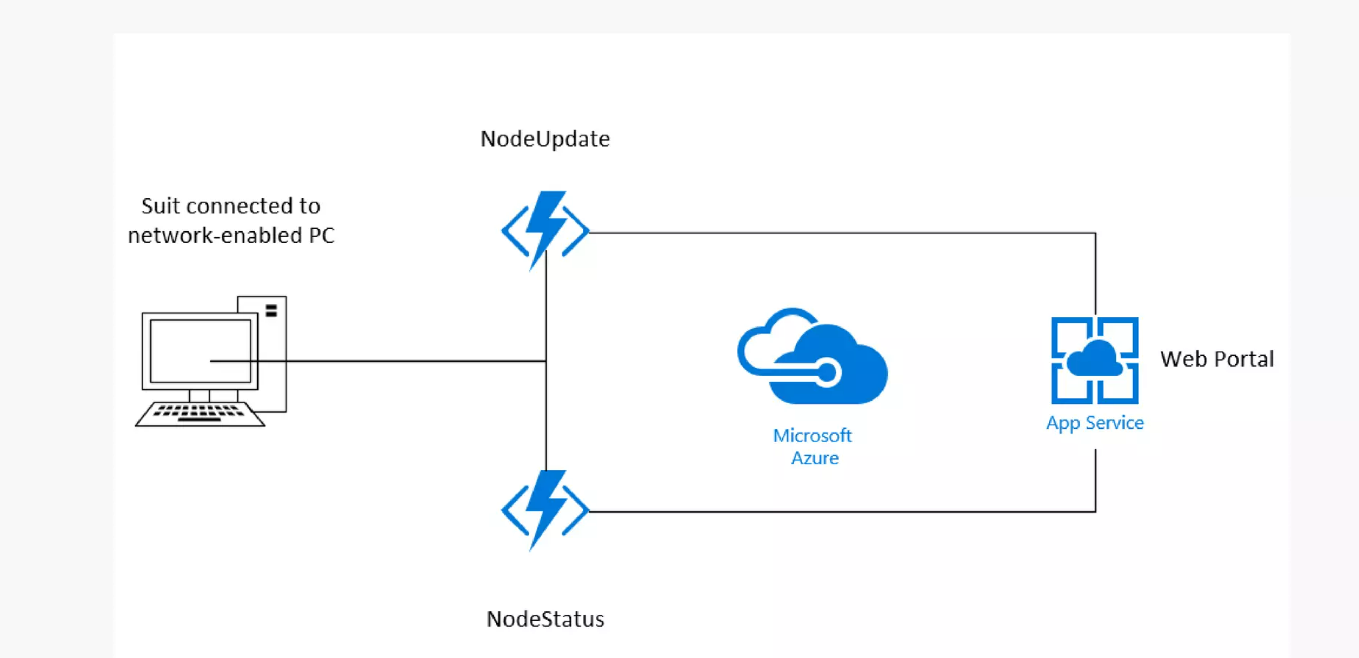 NodeUpdate
Suit connected to
network-enabled PC
Web Portal
App Service
Microsoft
Azure
NodeStatus